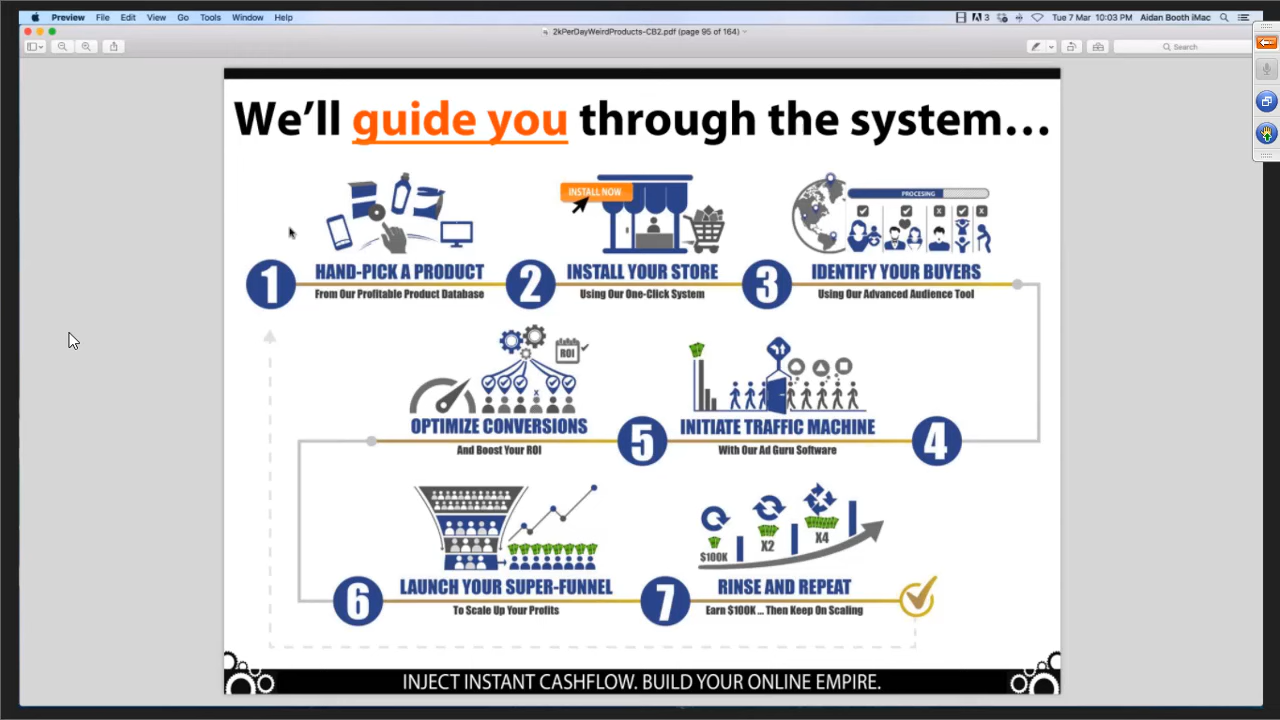 Preview File Edit View Go Tools Window Help
3 Tue 7 Mar 10:03 PM Aidan Booth iMac
2kPerDayWeirdProducts-CB2.pdf (page 95 of 164)
Search
We'll guide you through the system…
INSTALL NOW
PROCESING
1 HAND-PICK A PRODUCT
From Our Profitable Product Database
2 INSTALL YOUR STORE
Using Our One-Click System
3 IDENTIFY YOUR BUYERS
Using Our Advanced Audience Tool
INITIATE TRAFFIC MACHINE 4
With Our Ad Guru Software
ROI
X
OPTIMIZE CONVERSIONS 5
And Boost Your ROI
6 LAUNCH YOUR SUPER-FUNNEL
To Scale Up Your Profits
$100K
X2
X4
7 RINSE AND REPEAT
Earn $100K ... Then Keep On Scaling
INJECT INSTANT CASHFLOW. BUILD YOUR ONLINE EMPIRE.